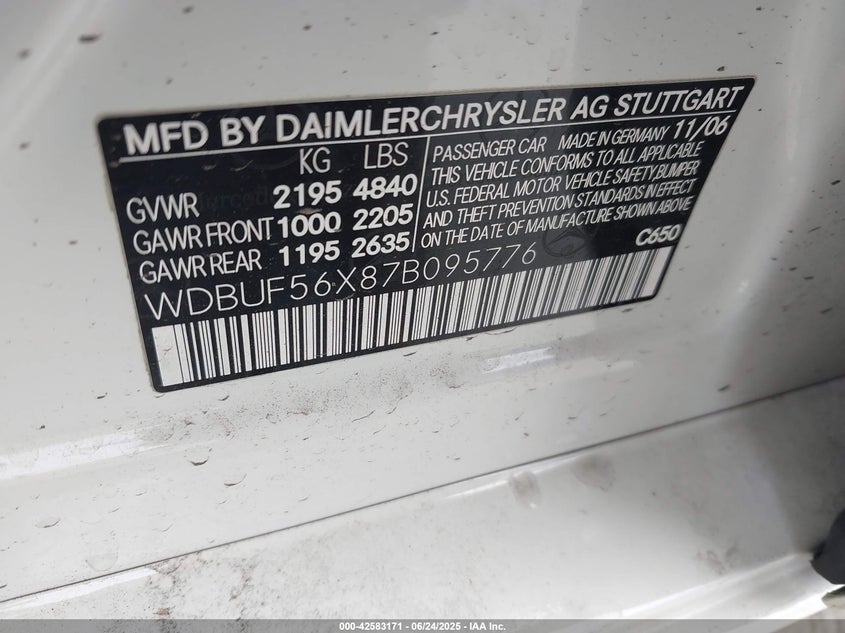 MFD BY DAIMLERCHRYSLER AG STUTTGART
KG LBS
GVWR 2195 4840
GAWR FRONT 1000 2205
GAWR REAR 1195 2635
PASSENGER CAR MADE IN GERMANY 11/06
THIS VEHICLE CONFORMS TO ALL APPLICABLE
U.S. FEDERAL MOTOR VEHICLE SAFETY BUMPER
AND THEFT PREVENTION STANDARDS IN EFFECT
ON THE DATE OF MANUFACTURE SHOWN ABOVE
C650
WDBUF56X87B095776
000-42583171 | 06/24/2025 - IAA Inc.